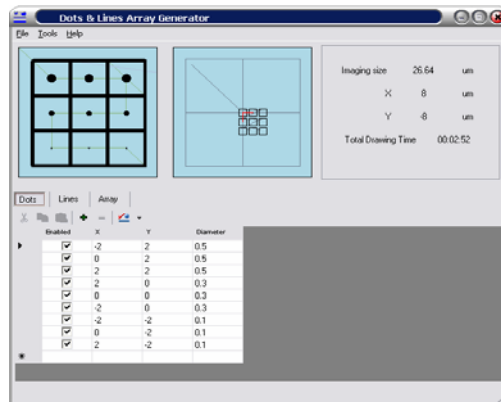 Dots & Lines Array Generator
File Tools Help
Imaging size 26.64 um
X 8 um
Y -8 um
Total Drawing Time 00:02:52
Dots Lines Array
Enabled X Y Diameter
-2 2 0.5
0 2 0.5
2 2 0.5
2 0 0.3
0 0 0.3
-2 0 0.3
-2 -2 0.1
0 -2 0.1
2 -2 0.1